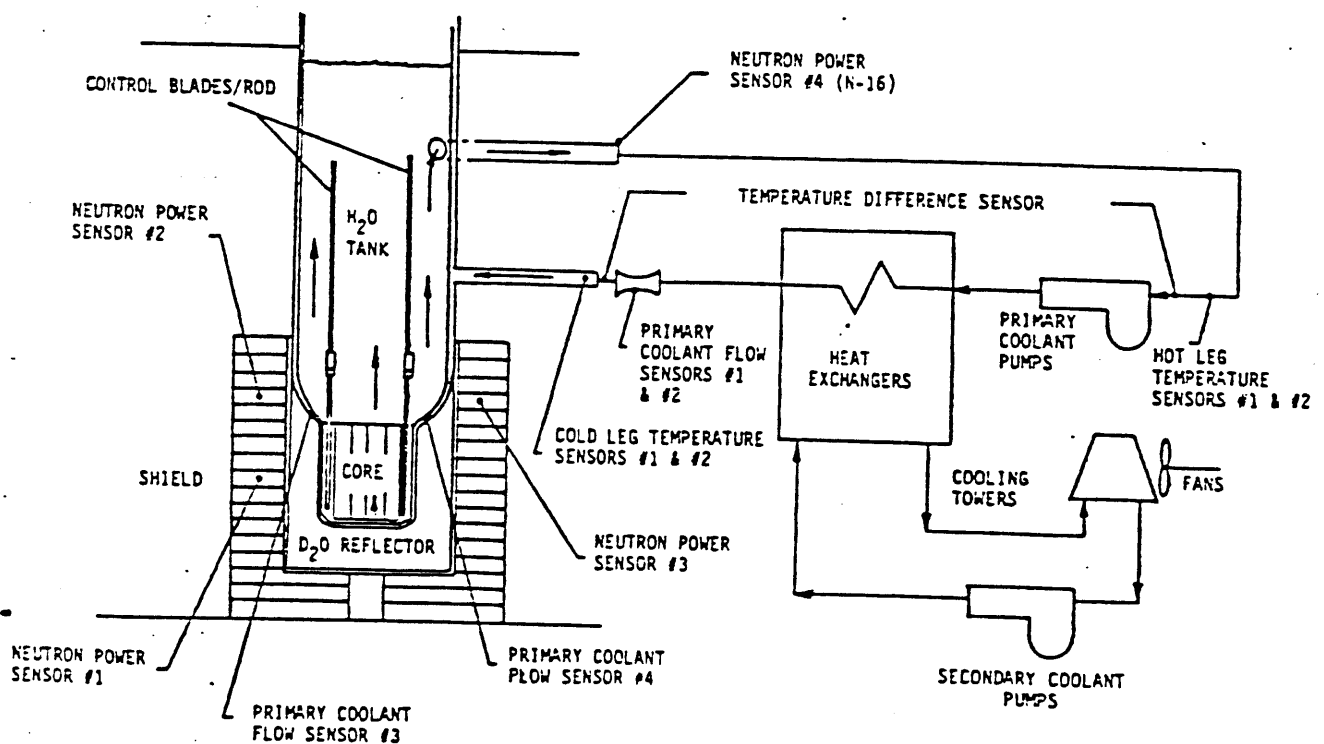 NEUTRON POWER
SENSOR #4 (N-16)
CONTROL BLADES/ROD
TEMPERATURE DIFFERENCE SENSOR
NEUTRON POWER
SENSOR #2
H2O
TANK
PRIMARY
COOLANT FLOW
SENSORS #1
& #2
HEAT
EXCHANGERS
PRIMARY
COOLANT
PUMPS
HOT LEG
TEMPERATURE
SENSORS #1 & #2
COLD LEG TEMPERATURE
SENSORS #1 & #2
SHIELD
CORE
COOLING
TOWERS
FANS
D2O REFLECTOR
NEUTRON POWER
SENSOR #3
NEUTRON POWER
SENSOR #1
PRIMARY COOLANT
FLOW SENSOR #4
SECONDARY COOLANT
PUMPS
PRIMARY COOLANT
FLOW SENSOR #3